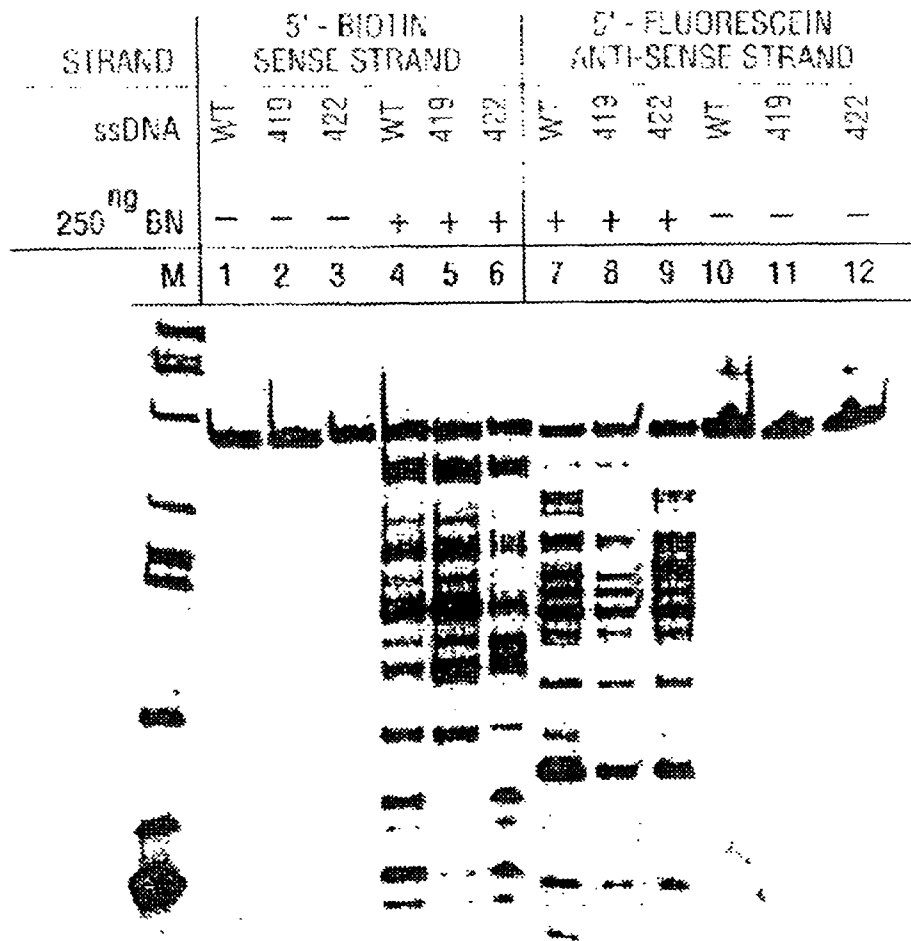 5' - BIOTIN 5' - FLUORESCEIN
STRAND SENSE STRAND ANTI-SENSE STRAND
ssDNA WT 419 422 WT 419 422 WT 419 422 WT 419 422
250 ng BN - - - + + + + + + - - -
M 1 2 3 4 5 6 7 8 9 10 11 12